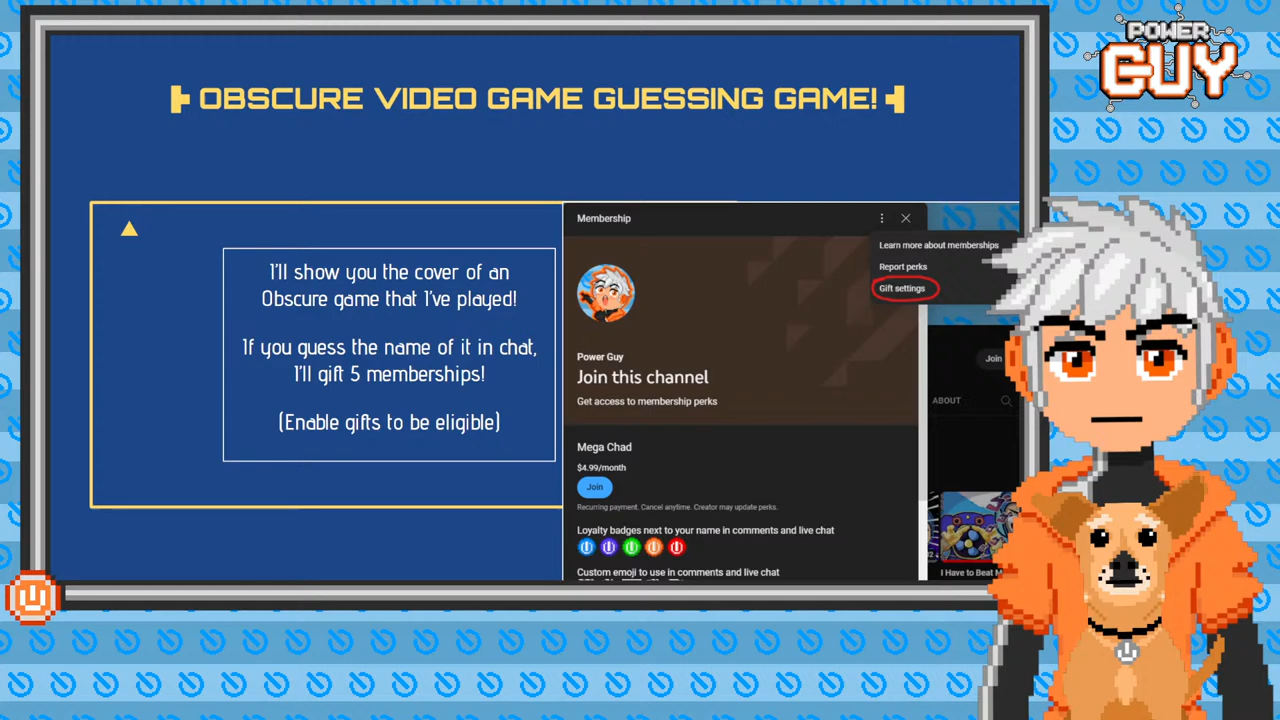 POWER
GUY
OBSCURE VIDEO GAME GUESSING GAME!
I'll show you the cover of an
Obscure game that I've played!
If you guess the name of it in chat,
I'll gift 5 memberships!
(Enable gifts to be eligible)
Membership
Learn more about memberships
Report perks
Gift settings
Power Guy
Join this channel
Get access to membership perks
Join
ABOUT
Mega Chad
$4.99/month
Join
Recurring payment. Cancel anytime. Creator may update perks.
Loyalty badges next to your name in comments and live chat
Custom emoji to use in comments and live chat
I Have to Beat